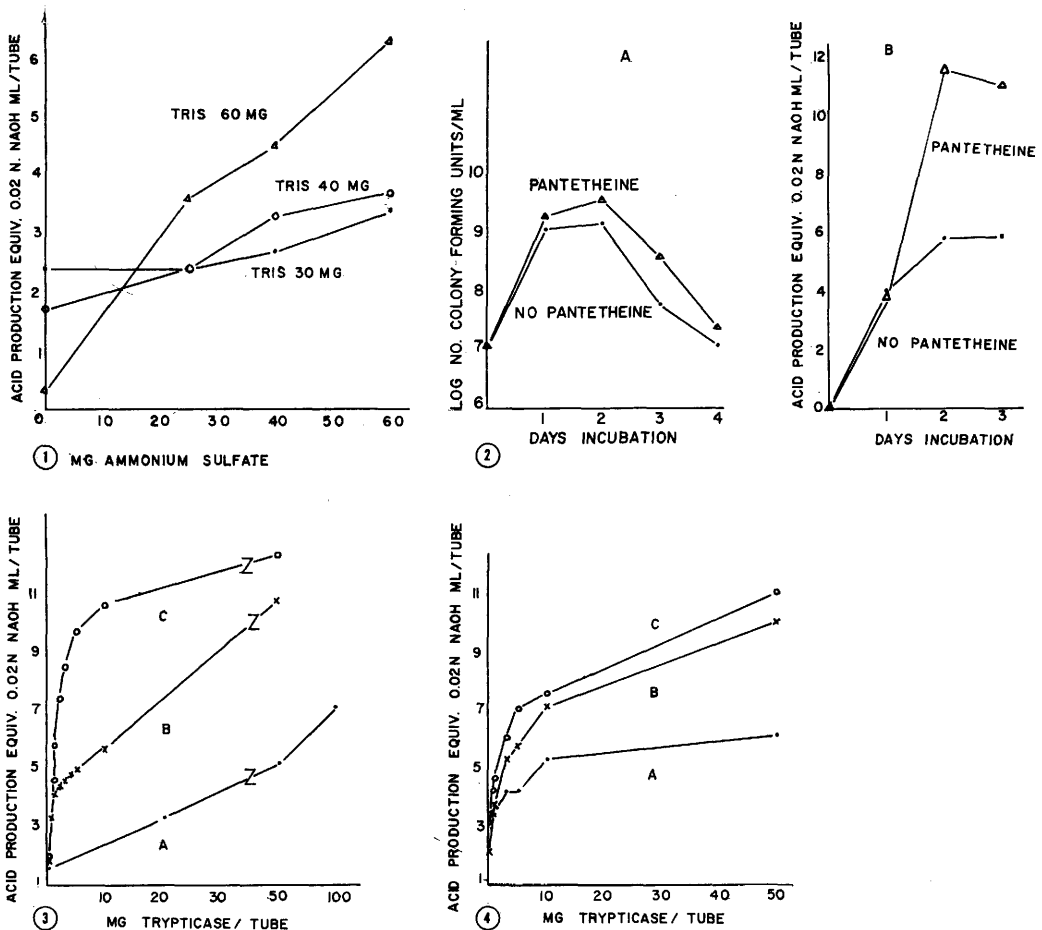 ACID PRODUCTION EQUIV. 0.02 N. NAOH ML/TUBE
6
5
4
3
2
1
0
TRIS 60 MG
TRIS 40 MG
TRIS 30 MG
0 10 20 30 40 50 60
1 MG. AMMONIUM SULFATE
A
LOG NO. COLONY-FORMING UNITS/ML
10
9
8
7
6
PANTETHEINE
NO PANTETHEINE
1 2 3 4
DAYS INCUBATION
2
B
ACID PRODUCTION EQUIV. 0.02N NAOH ML/TUBE
12
10
8
6
4
2
0
PANTETHEINE
NO PANTETHEINE
1 2 3
DAYS INCUBATION
ACID PRODUCTION EQUIV. 0.02N NAOH ML/TUBE
11
9
7
5
3
1
C
B
A
10 20 30 50 100
3 MG TRYPTICASE/ TUBE
ACID PRODUCTION EQUIV. 0.02N NAOH ML/TUBE
11
9
7
5
3
1
C
B
A
10 20 30 50
4 MG TRYPTICASE/ TUBE